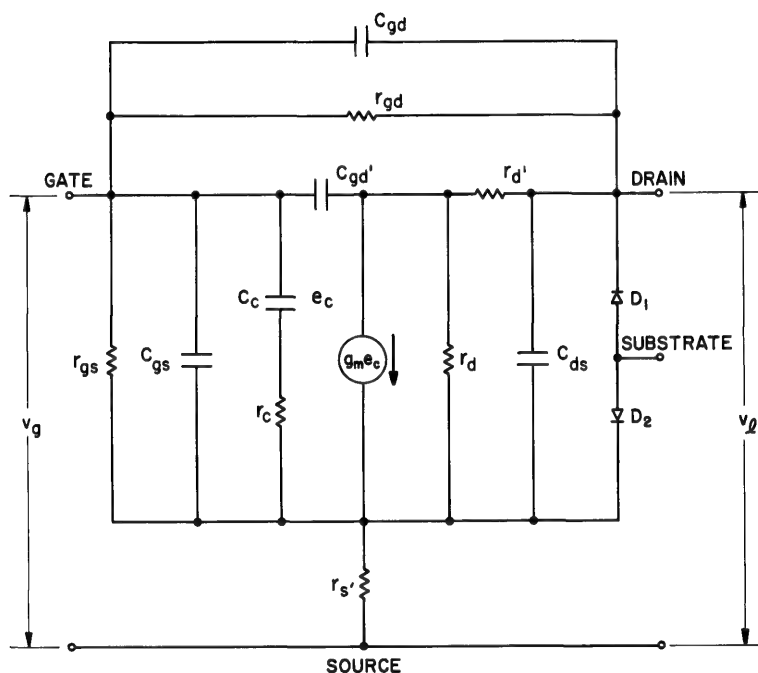 Cgd
rgd
GATE
Cgd'
rd'
DRAIN
Cc
ec
D1
SUBSTRATE
rgs
Cgs
gmec
rd
Cds
vg
rc
D2
vℓ
rs'
SOURCE